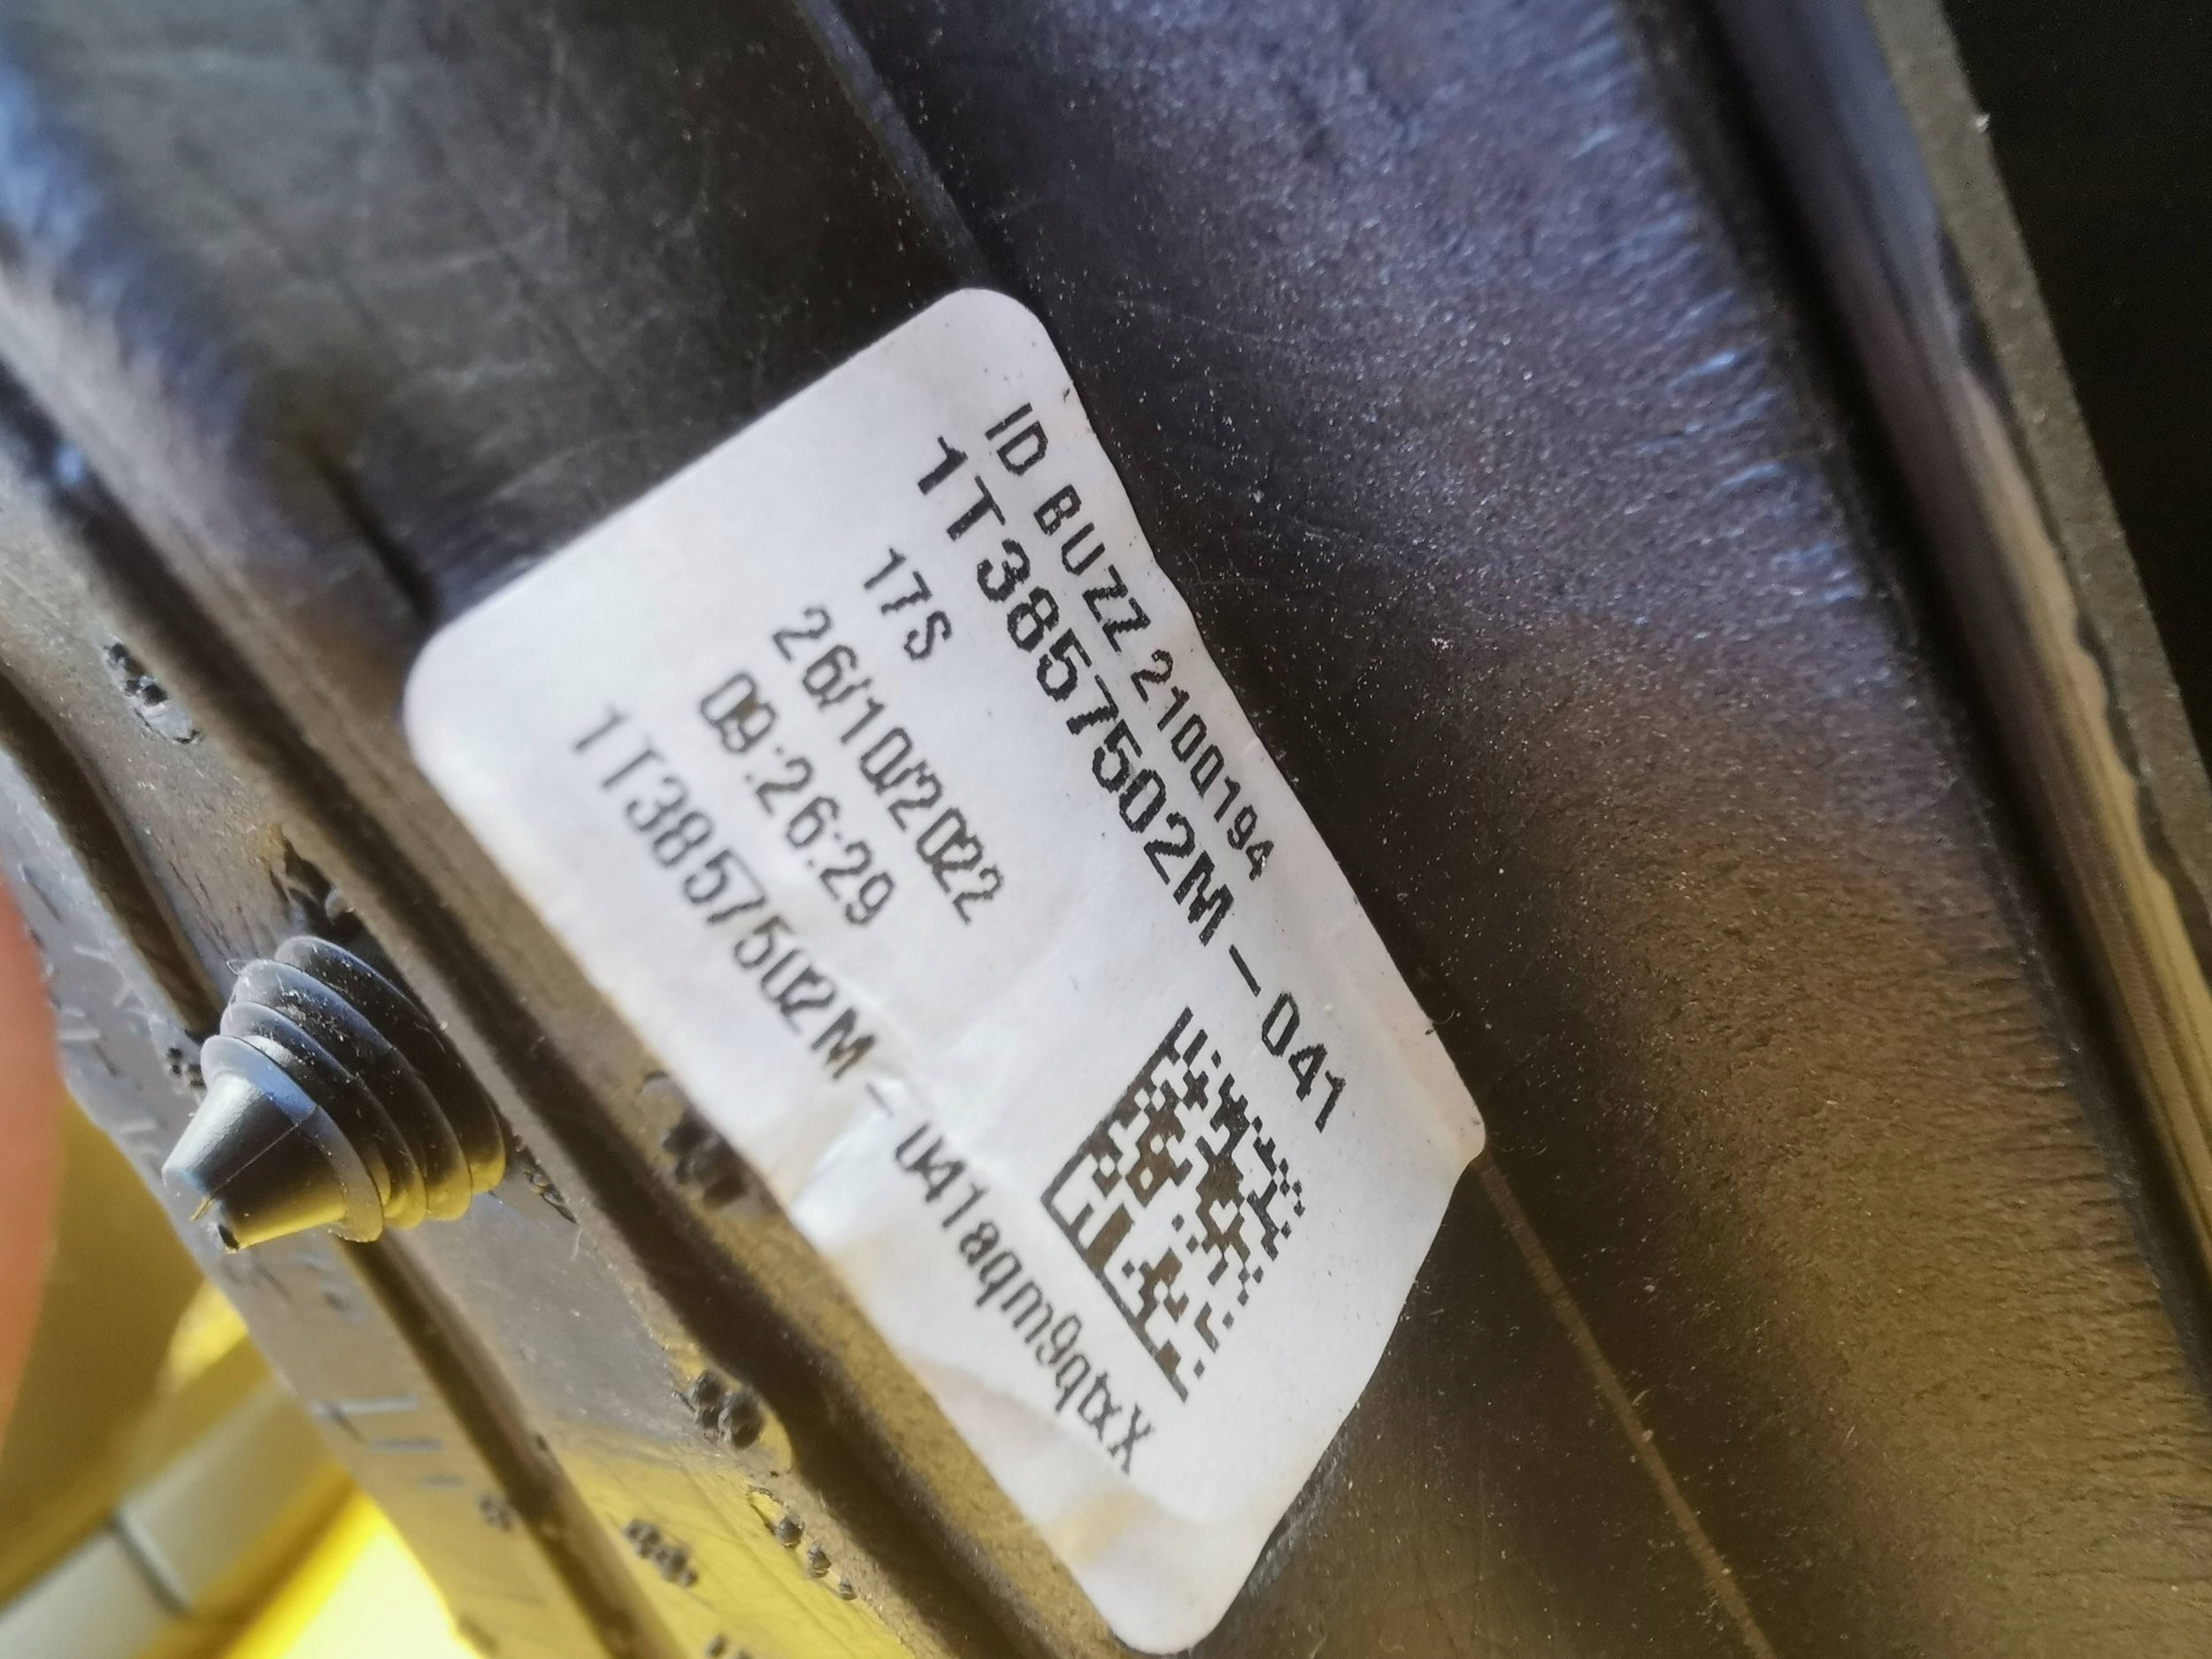 ID BUZZ 2100194
1T3857502M - 041
17S
26/10/2022
09:26:29
1T3857502M - 041aqm9qtxX